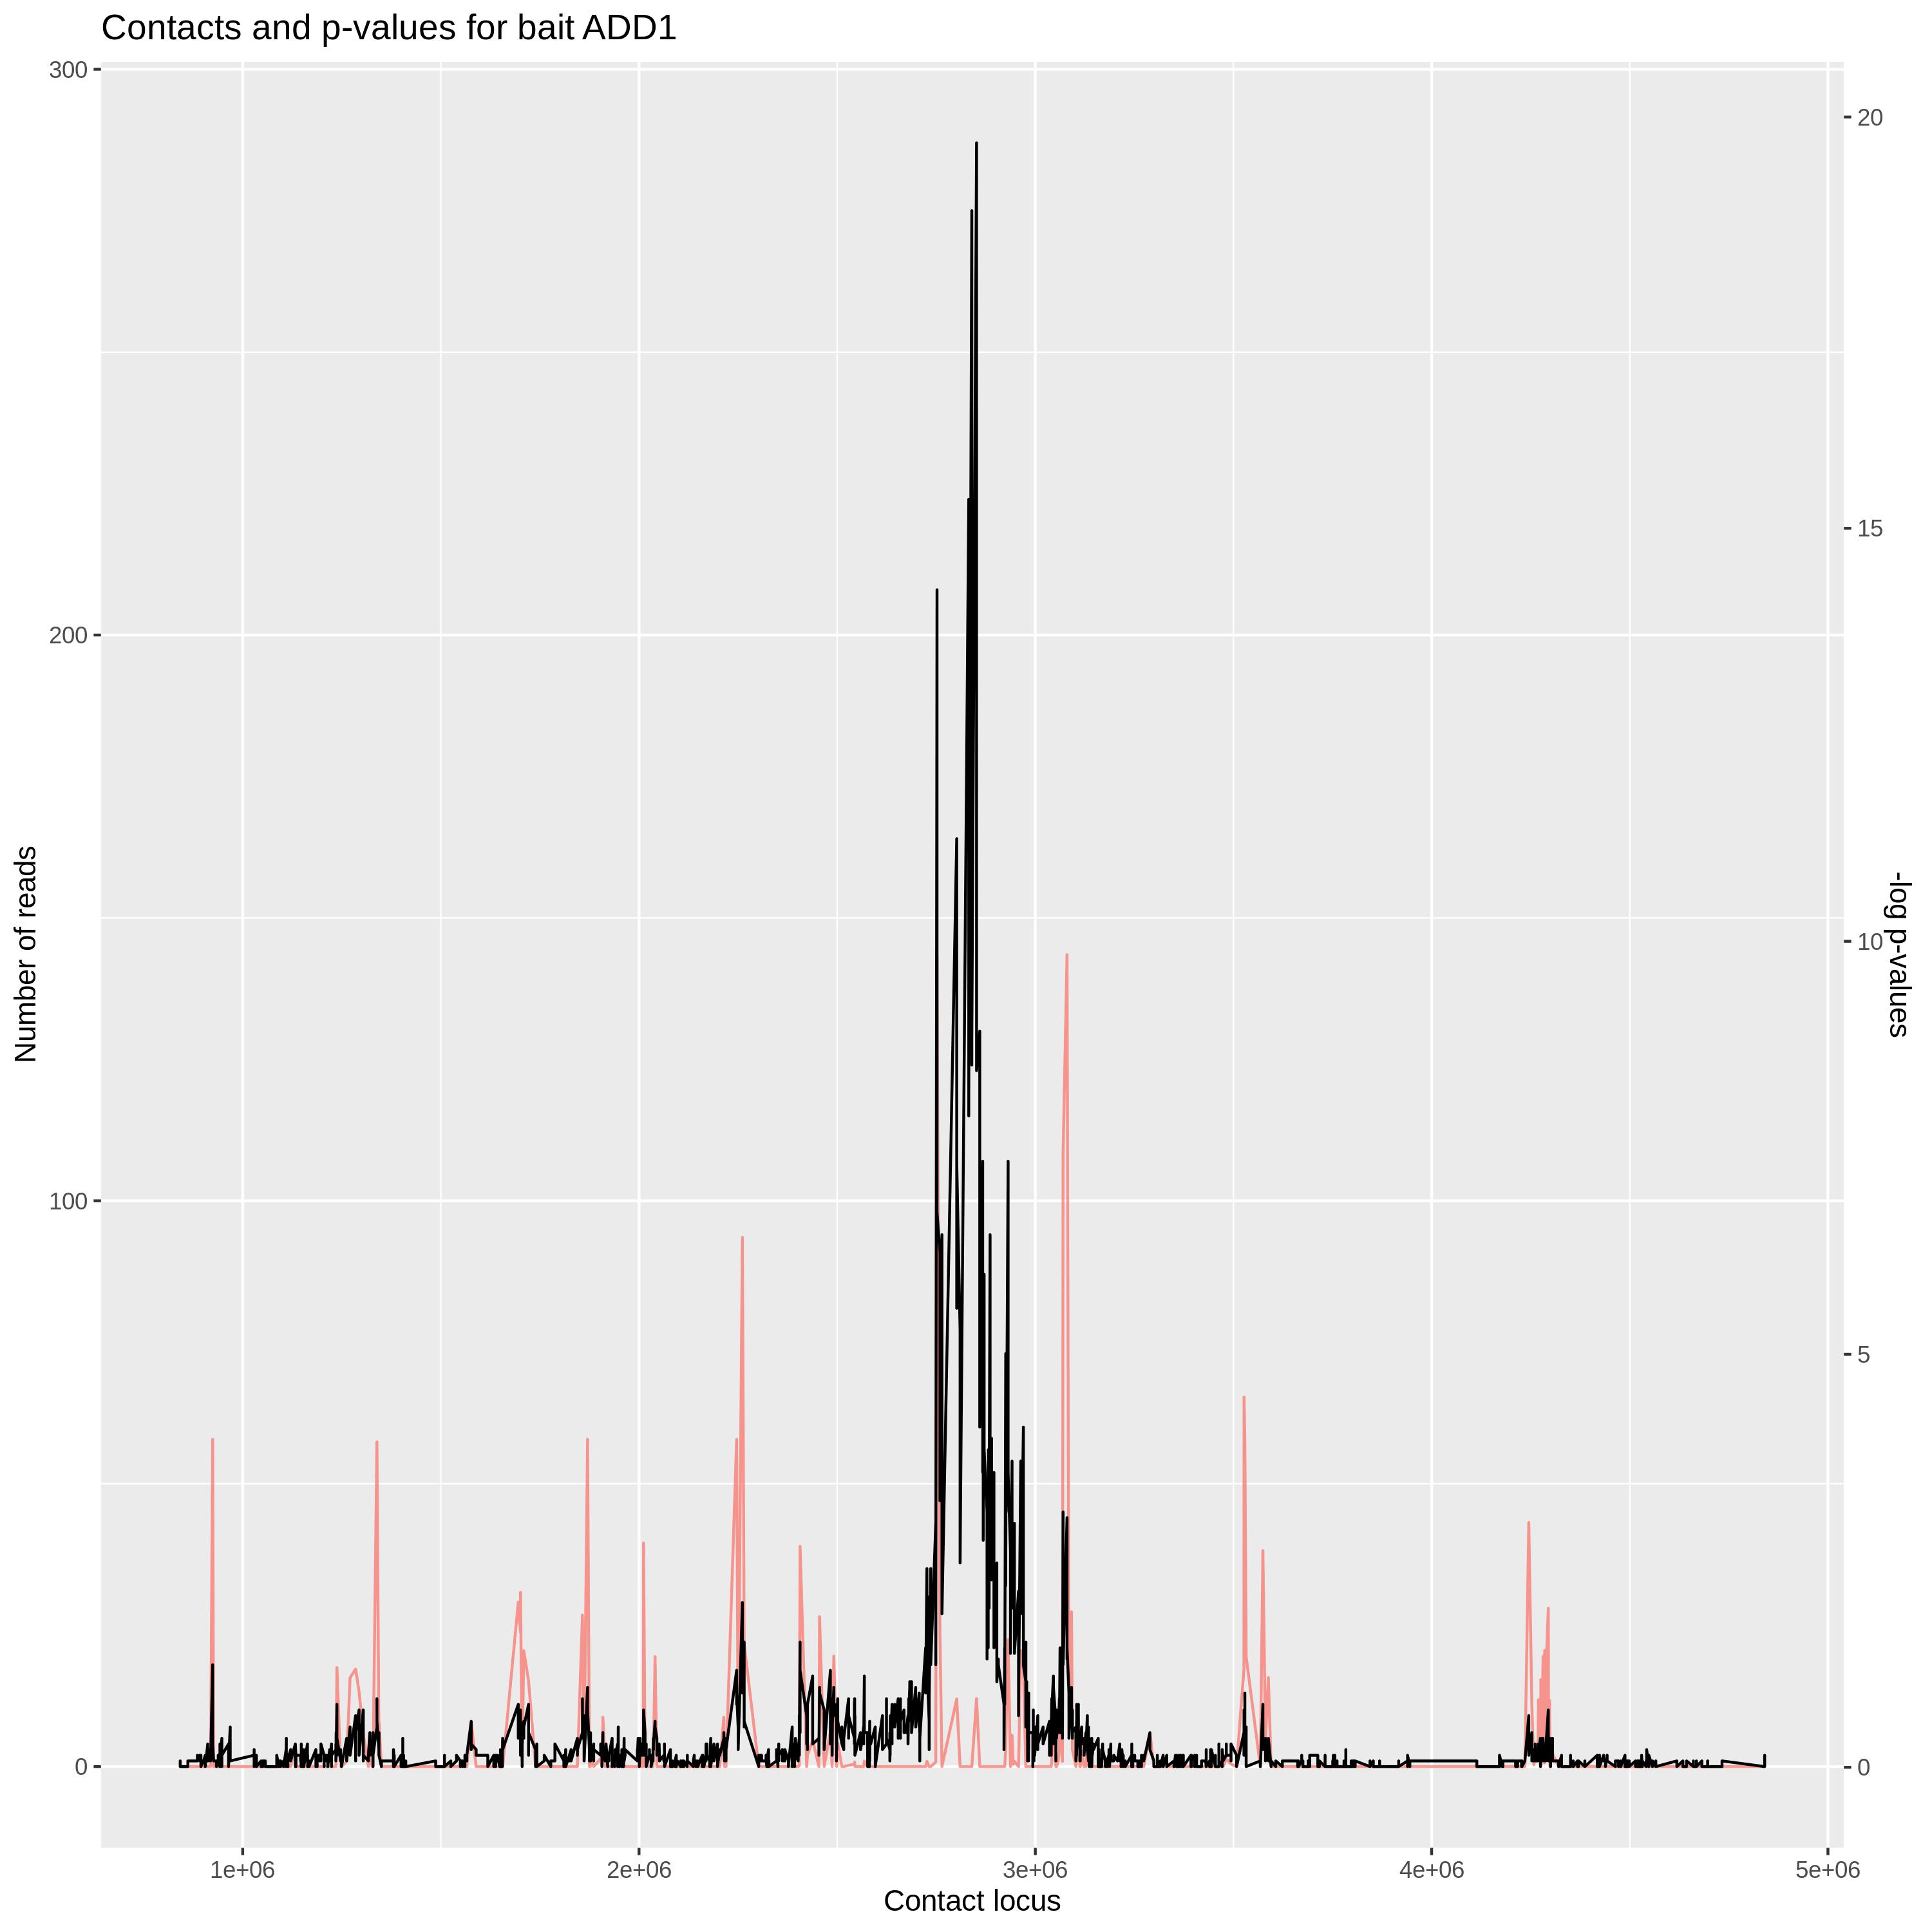 Contacts and p-values for bait ADD1
300
200
100
0
20
15
10
5
0
Number of reads
-log p-values
1e+06
2e+06
3e+06
4e+06
5e+06
Contact locus